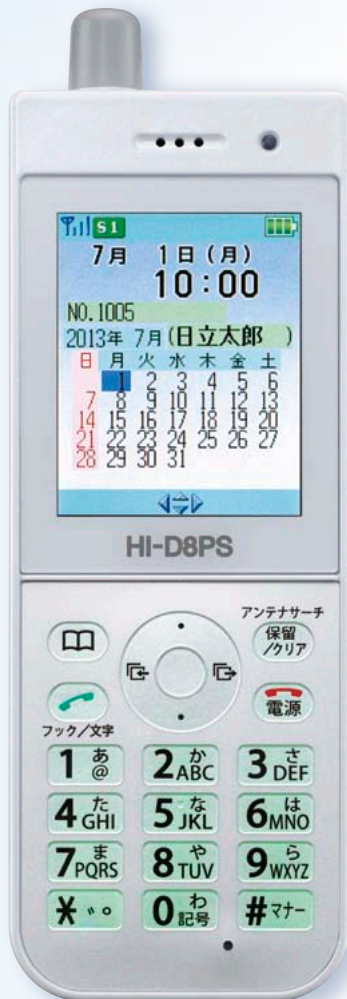 S1
7月 1日(月)
10:00
NO.1005
2013年 7月(日立太郎 )
日 月 火 水 木 金 土
1 2 3 4 5 6
7 8 9 10 11 12 13
14 15 16 17 18 19 20
21 22 23 24 25 26 27
28 29 30 31
HI-D8PS
アンテナサーチ
保留
/クリア
電源
フック/文字
1 あ @ 2 か ABC 3 さ DEF
4 た GHI 5 な JKL 6 は MNO
7 ま PQRS 8 や TUV 9 ら WXYZ
* ゛゜ 0 わ 記号 # マナー